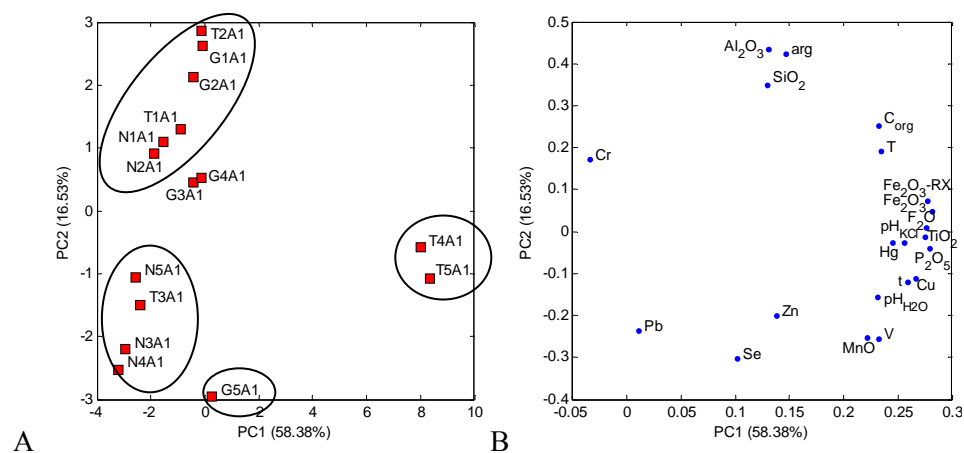 3
2
1
0
-1
-2
-3
-4 -2 0 2 4 6 8 10
PC2 (16.53%)
PC1 (58.38%)
T2A1
G1A1
G2A1
T1A1
N1A1
N2A1
G4A1
G3A1
T4A1
T5A1
N5A1
T3A1
N3A1
N4A1
G5A1
A
0.5
0.4
0.3
0.2
0.1
0
-0.1
-0.2
-0.3
-0.4
-0.05 0 0.05 0.1 0.15 0.2 0.25 0.3
PC2 (16.53%)
PC1 (58.38%)
Al2O3
arg
SiO2
Corg
T
Cr
Fe2O3-RX
Fe2O3
F2O
pHKCl
TiO2
Hg
P2O5
t
Cu
pHH2O
Zn
Pb
V
MnO
Se
B